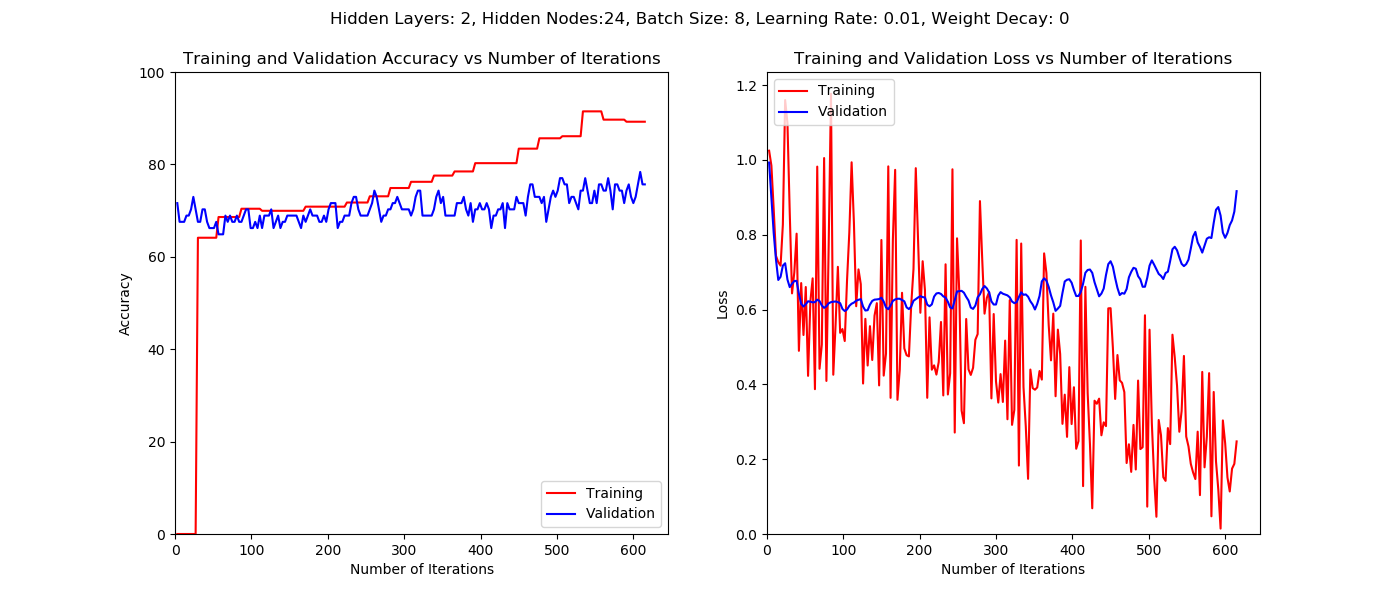 Hidden Layers: 2, Hidden Nodes:24, Batch Size: 8, Learning Rate: 0.01, Weight Decay: 0
Training and Validation Accuracy vs Number of Iterations
100
80
60
40
20
0
Accuracy
0 100 200 300 400 500 600
Number of Iterations
Training
Validation
Training and Validation Loss vs Number of Iterations
1.2
1.0
0.8
0.6
0.4
0.2
0.0
Loss
0 100 200 300 400 500 600
Number of Iterations
Training
Validation